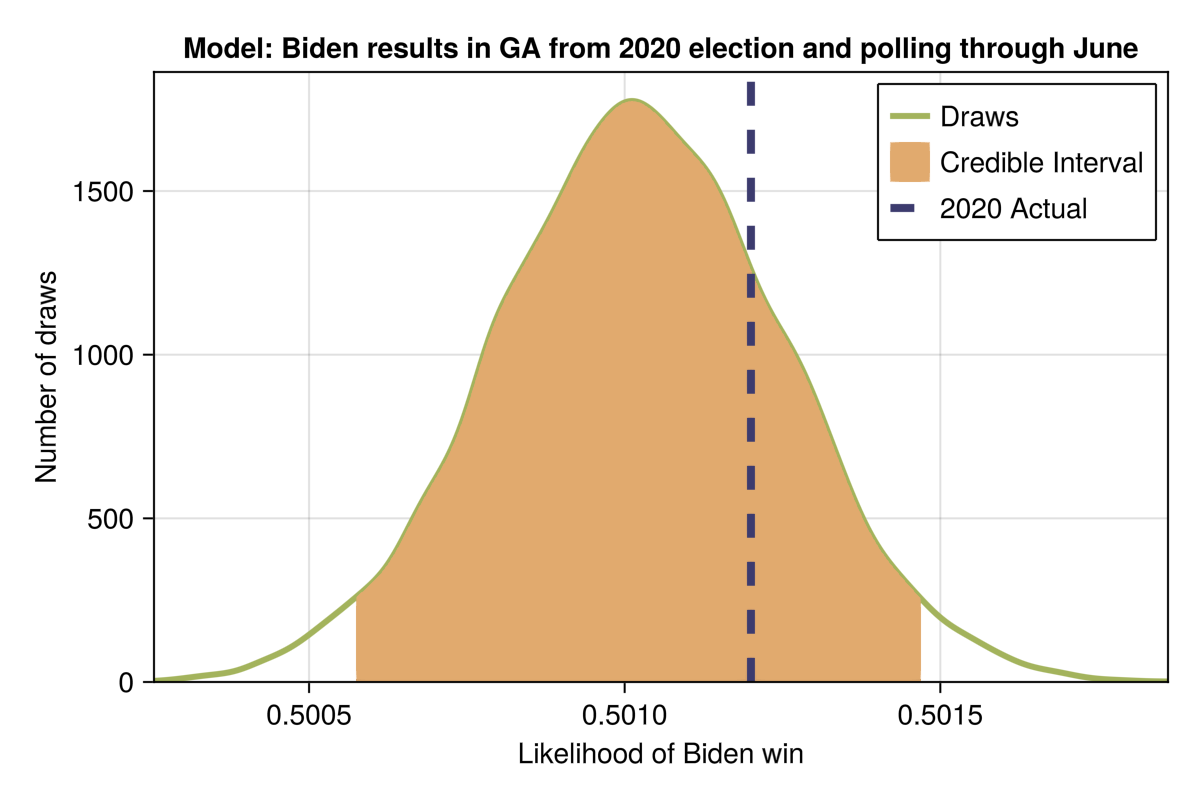 Model: Biden results in GA from 2020 election and polling through June
Draws
Credible Interval
2020 Actual
Number of draws
1500
1000
500
0
0.5005
0.5010
0.5015
Likelihood of Biden win